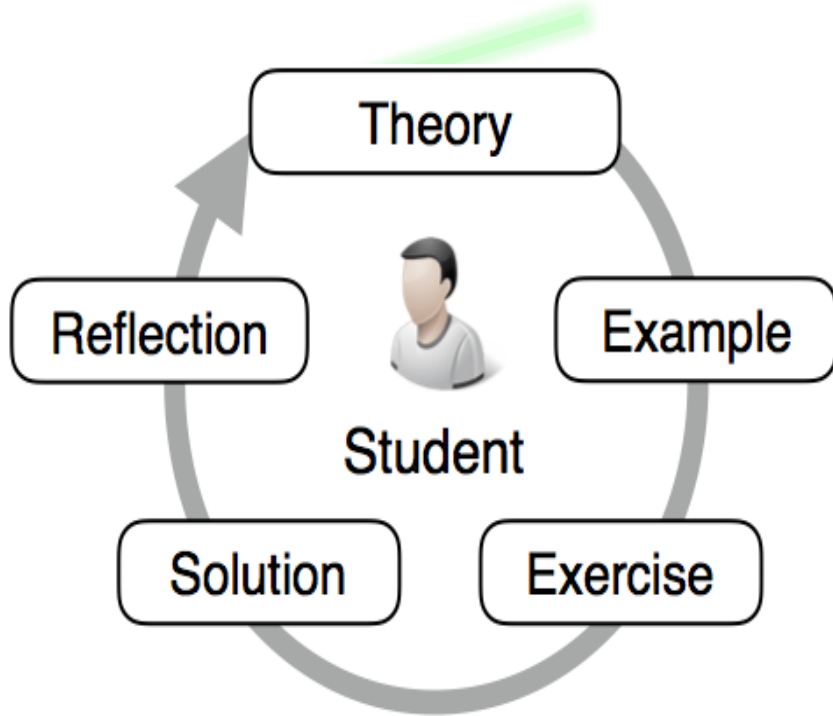 Theory
Example
Exercise
Solution
Reflection
Student